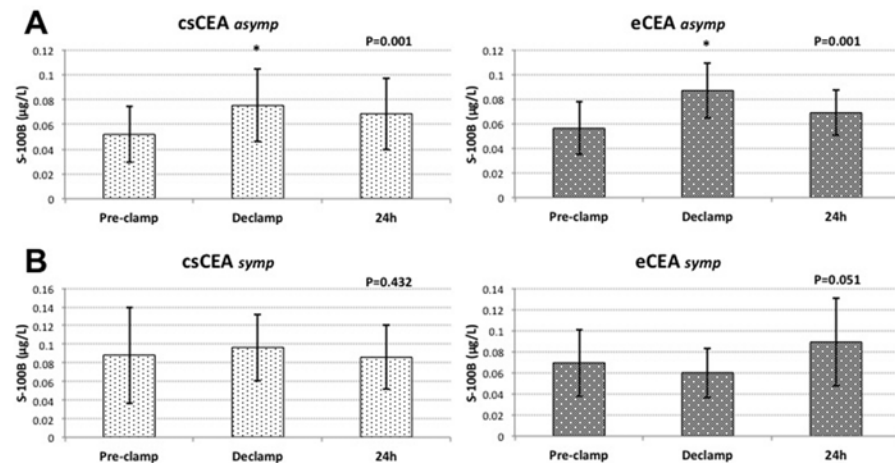 A
csCEA asymp
P=0.001
*
0.12
0.1
0.08
0.06
0.04
0.02
0
S-100B (µg/L)
Pre-clamp Declamp 24h
eCEA asymp
P=0.001
*
0.12
0.1
0.08
0.06
0.04
0.02
0
S-100B (µg/L)
Pre-clamp Declamp 24h
B
csCEA symp
P=0.432
0.16
0.14
0.12
0.1
0.08
0.06
0.04
0.02
0
S-100B (µg/L)
Pre-clamp Declamp 24h
eCEA symp
P=0.051
0.14
0.12
0.1
0.08
0.06
0.04
0.02
0
S-100B (µg/L)
Pre-clamp Declamp 24h